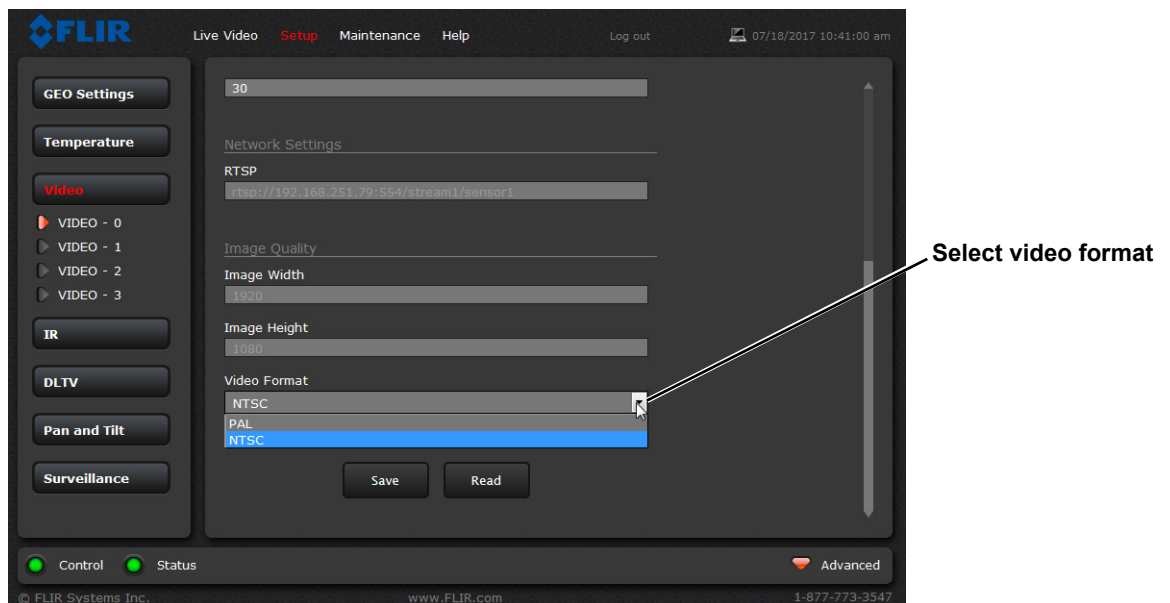 FLIR
Live Video Setup Maintenance Help Log out 07/18/2017 10:41:00 am
GEO Settings
Temperature
Video
VIDEO - 0
VIDEO - 1
VIDEO - 2
VIDEO - 3
IR
DLTV
Pan and Tilt
Surveillance
30
Network Settings
RTSP
rtsp://192.168.251.79:554/stream1/sensor1
Image Quality
Image Width
1920
Image Height
1080
Video Format
NTSC
PAL
NTSC
Save Read
Select video format
Control Status Advanced
© FLIR Systems Inc. www.FLIR.com 1-877-773-3547